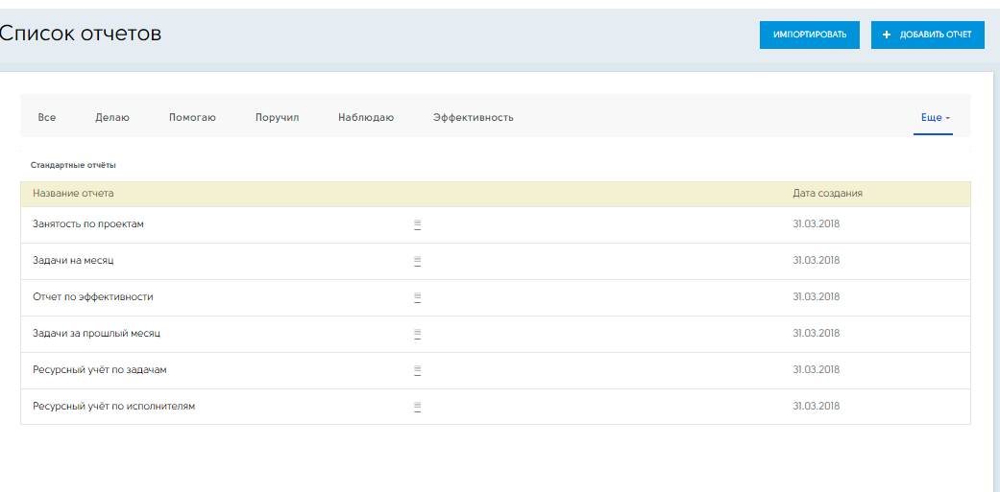 Список отчетов
ИМПОРТИРОВАТЬ + ДОБАВИТЬ ОТЧЕТ
Все Делаю Помогаю Поручил Наблюдаю Эффективность Еще
Стандартные отчёты
Название отчета Дата создания
Занятость по проектам 31.03.2018
Задачи на месяц 31.03.2018
Отчет по эффективности 31.03.2018
Задачи за прошлый месяц 31.03.2018
Ресурсный учёт по задачам 31.03.2018
Ресурсный учёт по исполнителям 31.03.2018